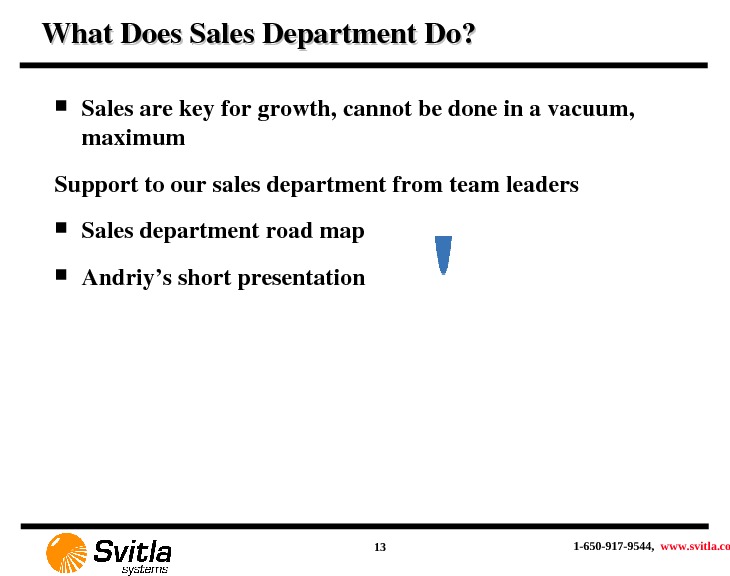 What Does Sales Department Do?
Sales are key for growth, cannot be done in a vacuum,
maximum
Support to our sales department from team leaders
Sales department road map
Andriy’s short presentation
Svitla
systems
13
1-650-917-9544, www.svitla.co